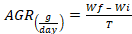 AGR(g/day) = (Wf − Wi)/T